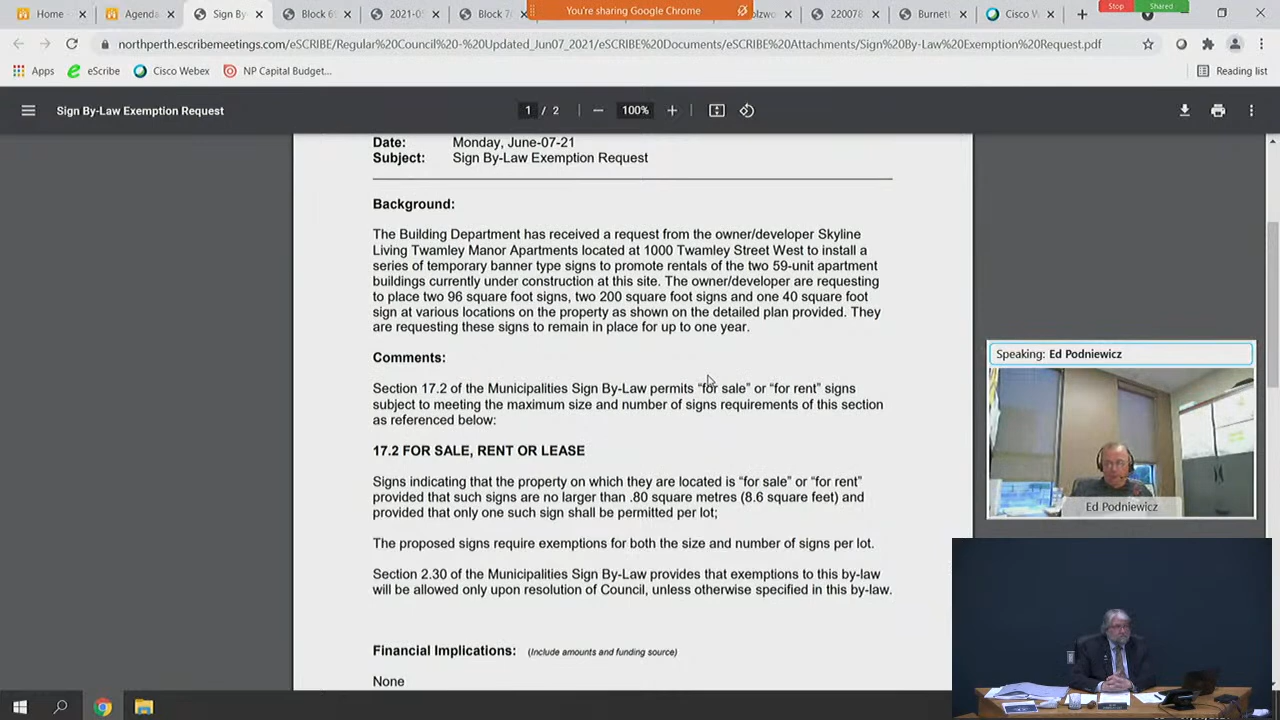 Home
Agenda
Sign By
Block 6
2021-05
Block 7
You're sharing Google Chrome
220078
Burnett
Cisco W
Stop
Shared
northperth.escribemeetings.com/eSCRIBE/Regular%20Council%20-%20Updated_Jun07_2021/eSCRIBE%20Documents/eSCRIBE%20Attachments/Sign%20By-Law%20Exemption%20Request.pdf
Apps
eScribe
Cisco Webex
NP Capital Budget...
Reading list
Sign By-Law Exemption Request
1 / 2
100%
Date: Monday, June-07-21
Subject: Sign By-Law Exemption Request
Background:
The Building Department has received a request from the owner/developer Skyline
Living Twamley Manor Apartments located at 1000 Twamley Street West to install a
series of temporary banner type signs to promote rentals of the two 59-unit apartment
buildings currently under construction at this site. The owner/developer are requesting
to place two 96 square foot signs, two 200 square foot signs and one 40 square foot
sign at various locations on the property as shown on the detailed plan provided. They
are requesting these signs to remain in place for up to one year.
Comments:
Section 17.2 of the Municipalities Sign By-Law permits “for sale” or “for rent” signs
subject to meeting the maximum size and number of signs requirements of this section
as referenced below:
17.2 FOR SALE, RENT OR LEASE
Signs indicating that the property on which they are located is “for sale” or “for rent”
provided that such signs are no larger than .80 square metres (8.6 square feet) and
provided that only one such sign shall be permitted per lot;
The proposed signs require exemptions for both the size and number of signs per lot.
Section 2.30 of the Municipalities Sign By-Law provides that exemptions to this by-law
will be allowed only upon resolution of Council, unless otherwise specified in this by-law.
Financial Implications: (Include amounts and funding source)
None
Speaking: Ed Podniewicz
Ed Podniewicz